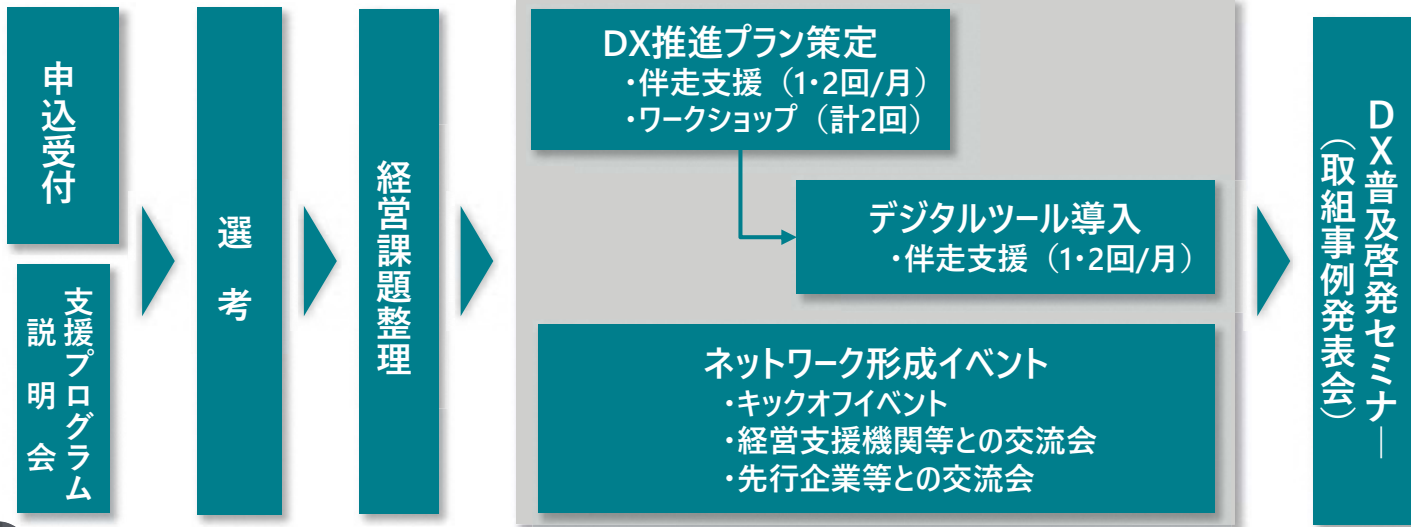 申込受付
支援プログラム
説明会
選考
経営課題整理
DX推進プラン策定
・伴走支援（1・2回/月）
・ワークショップ（計2回）
デジタルツール導入
・伴走支援（1・2回/月）
ネットワーク形成イベント
・キックオフイベント
・経営支援機関等との交流会
・先行企業等との交流会
DX普及啓発セミナー
（取組事例発表会）